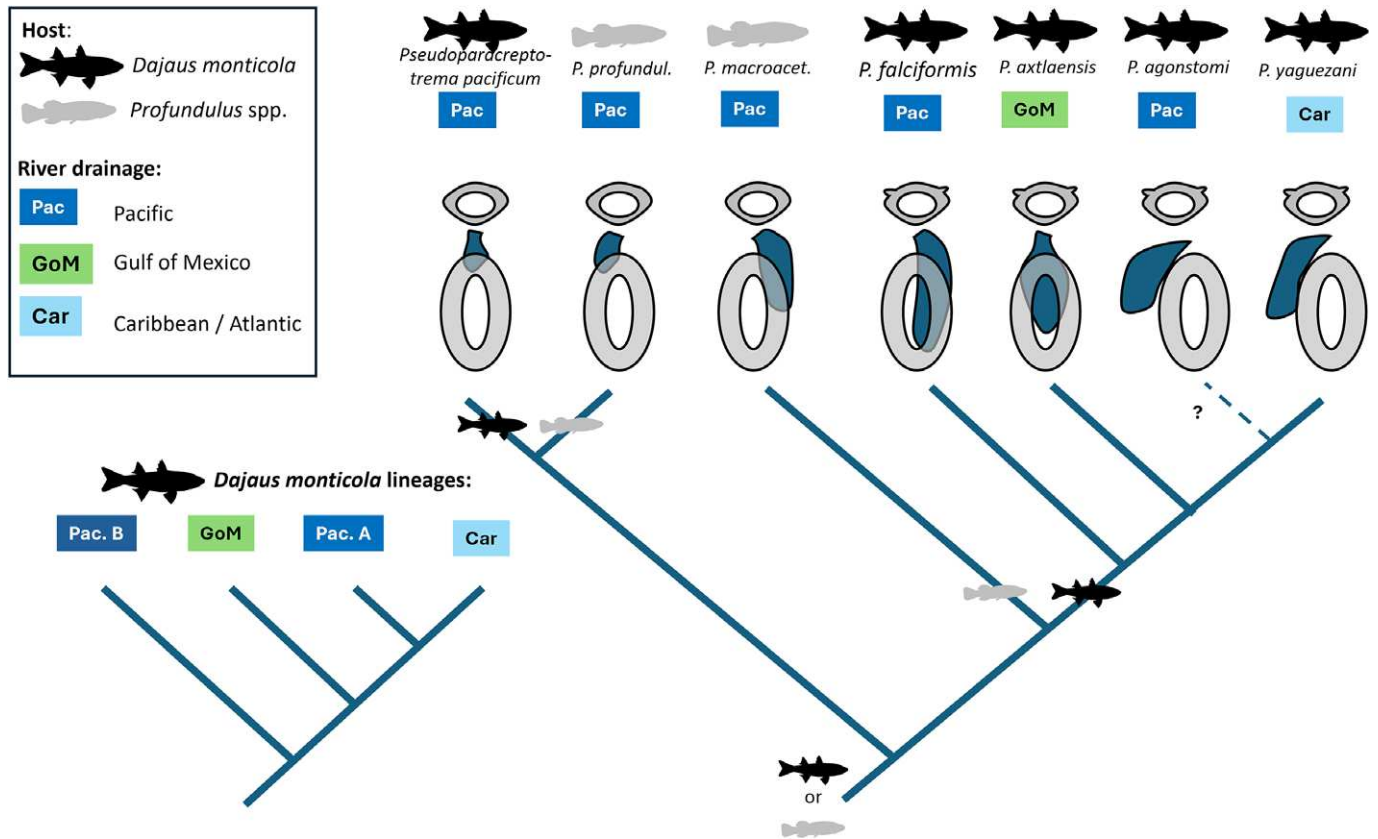 Host:
Dajaus monticola
Profundulus spp.
River drainage:
Pac
Pacific
GoM
Gulf of Mexico
Car
Caribbean / Atlantic
Pseudoparacrepto-
trema pacificum
P. profundul.
P. macroacet.
P. falciformis
P. axtlaensis
P. agonstomi
P. yaguezani
Pac
Pac
Pac
Pac
GoM
Pac
Car
?
Dajaus monticola lineages:
Pac. B
GoM
Pac. A
Car
or